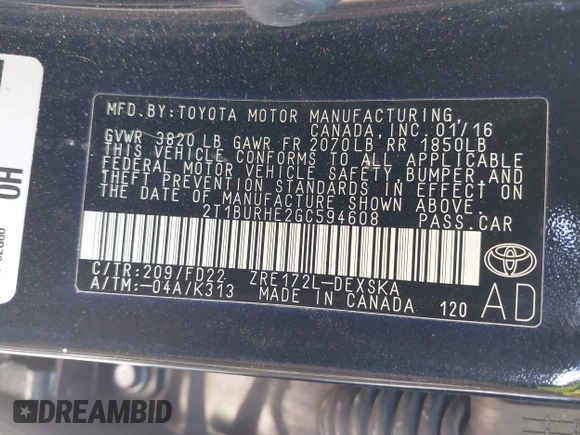 MFD. BY: TOYOTA MOTOR MANUFACTURING,
CANADA, INC. 01/16
GVWR 3820 LB GAWR FR 2070LB RR 1850LB
THIS VEHICLE CONFORMS TO ALL APPLICABLE
FEDERAL MOTOR VEHICLE SAFETY, BUMPER AND
THEFT PREVENTION STANDARDS IN EFFECT ON
THE DATE OF MANUFACTURE SHOWN ABOVE.
2T1BURHE2GC594608 PASS. CAR
C/TR: 209/FD22 ZRE172L-DEXSKA
A/TM: -04A/K313 MADE IN CANADA 120
AD
HO
DREAMBID